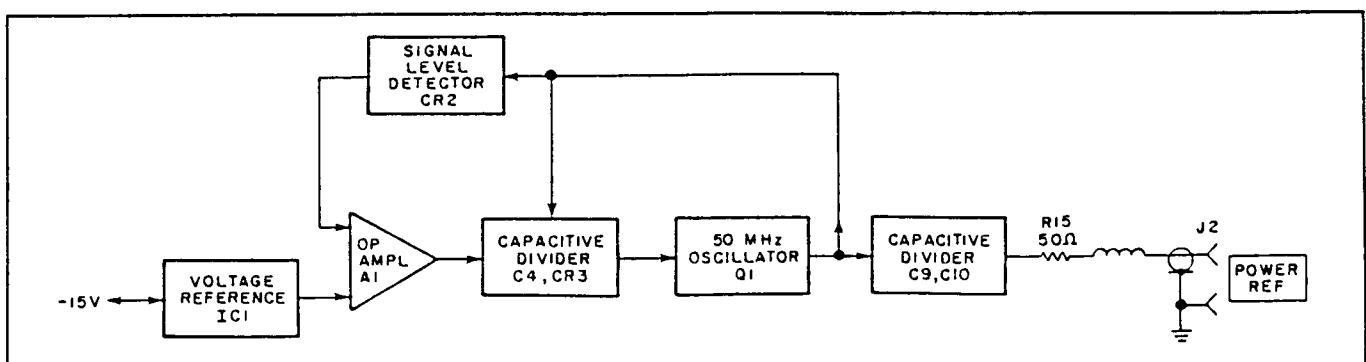 SIGNAL
LEVEL
DETECTOR
CR2
OP
AMPL
A1
CAPACITIVE
DIVIDER
C4, CR3
50 MHz
OSCILLATOR
Q1
CAPACITIVE
DIVIDER
C9, C10
R15
50Ω
J2
POWER
REF
-15V
VOLTAGE
REFERENCE
IC1